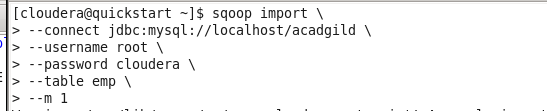 [cloudera@quickstart ~]$ sqoop import \
> --connect jdbc:mysql://localhost/acadgild \
> --username root \
> --password cloudera \
> --table emp \
> --m 1